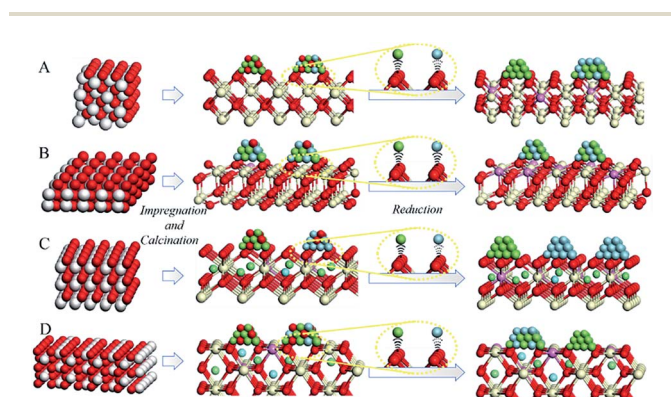 A
B
Impregnation
and
Calcination
Reduction
C
D